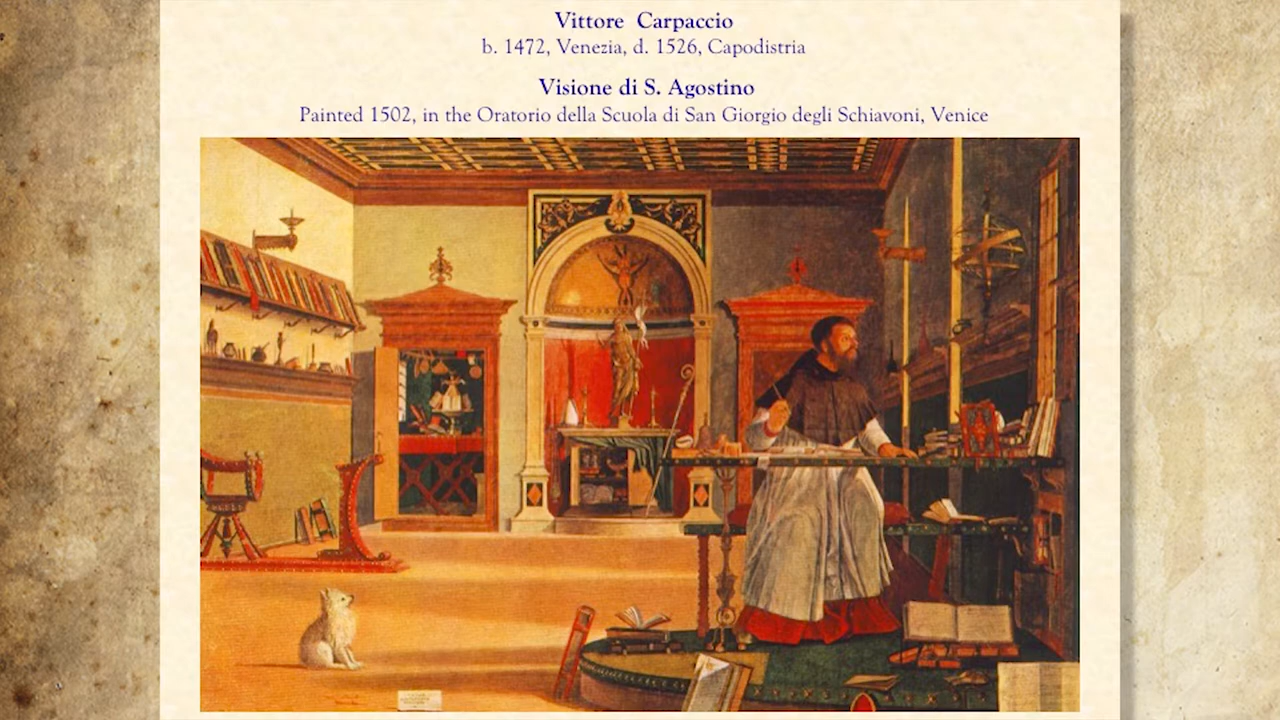 Vittore Carpaccio
b. 1472, Venezia, d. 1526, Capodistria
Visione di S. Agostino
Painted 1502, in the Oratorio della Scuola di San Giorgio degli Schiavoni, Venice